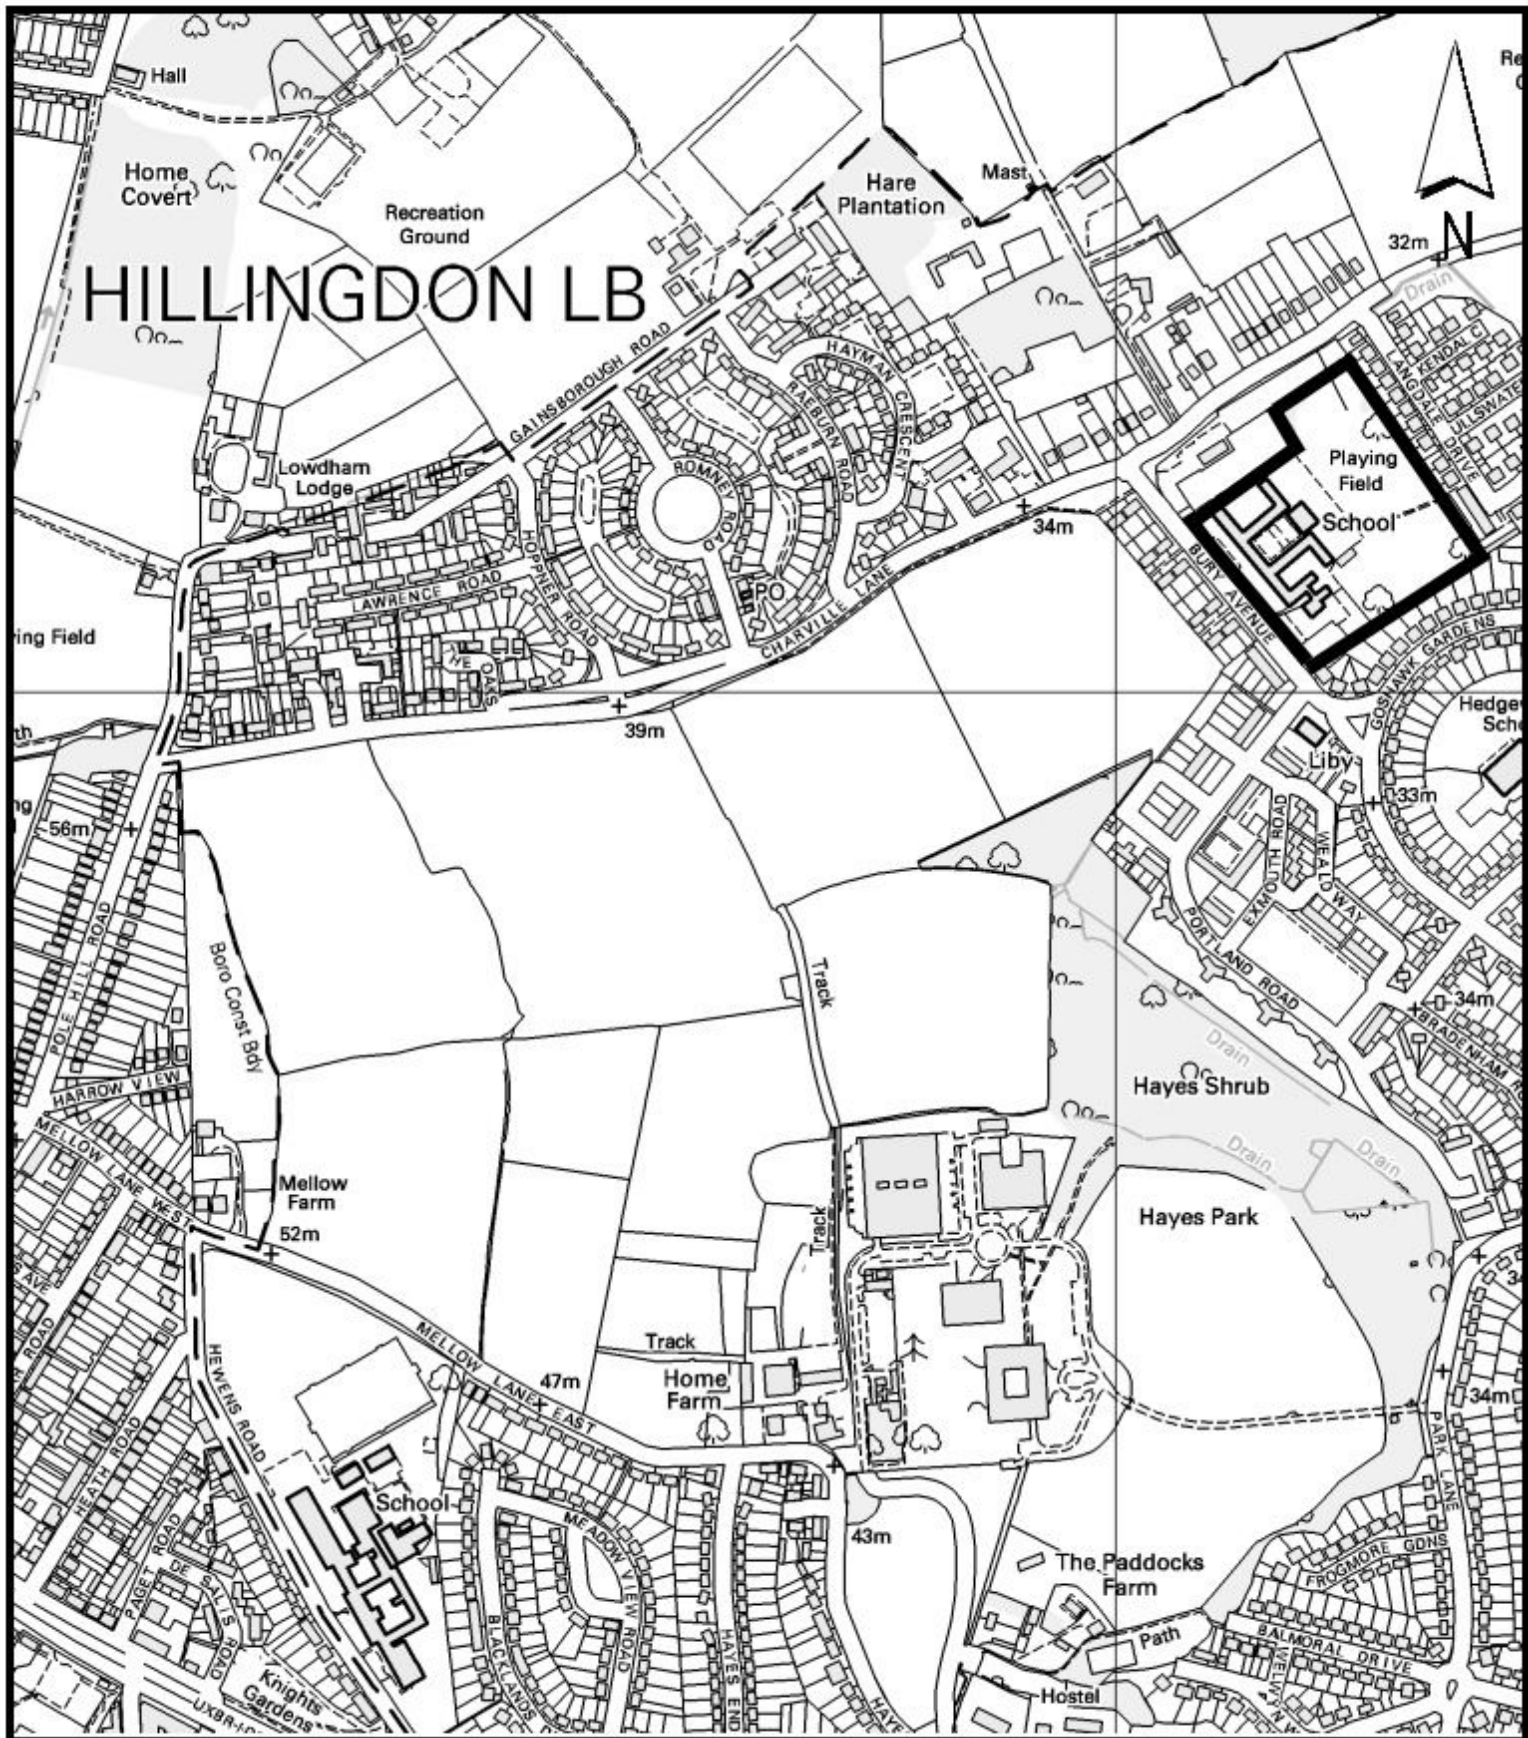 Hall
Home
Covert
Recreation
Ground
HILLINGDON LB
Hare
Plantation
Mast
N
32m
Drain
KENDAL C
LANGDALE DRIVE
ULLSWATE
Playing
Field
School
GAINSBOROUGH ROAD
HAYMAN
CRESCENT
RAEBURN ROAD
ROMNEY ROAD
Lowdham
Lodge
HOPPNER ROAD
LAWRENCE ROAD
THE OAKS
PO
CHARVILLE LANE
34m
BURY AVENUE
GOSHAWK GARDENS
ying Field
39m
Liby
33m
EXMOUTH ROAD
WEALD WAY
PORTLAND ROAD
34m
BRADENHAM R
56m
POLE HILL ROAD
Boro Const Bdy
HARROW VIEW
MELLOW LANE WEST
Track
Drain
Hayes Shrub
Drain
Drain
Mellow
Farm
52m
Track
Hayes Park
HEWENS ROAD
MELLOW LANE EAST
47m
Track
Home
Farm
34m
PARK LANE
HEATH ROAD
School
MEADOW VIEW ROAD
43m
The Paddocks
Farm
FROGMORE GDNS
PAGET ROAD
DE SALIS ROAD
BLACKLANDS
HAYES END
HAYE
Path
BALMORAL DRIVE
Knights
Gardens
Hostel